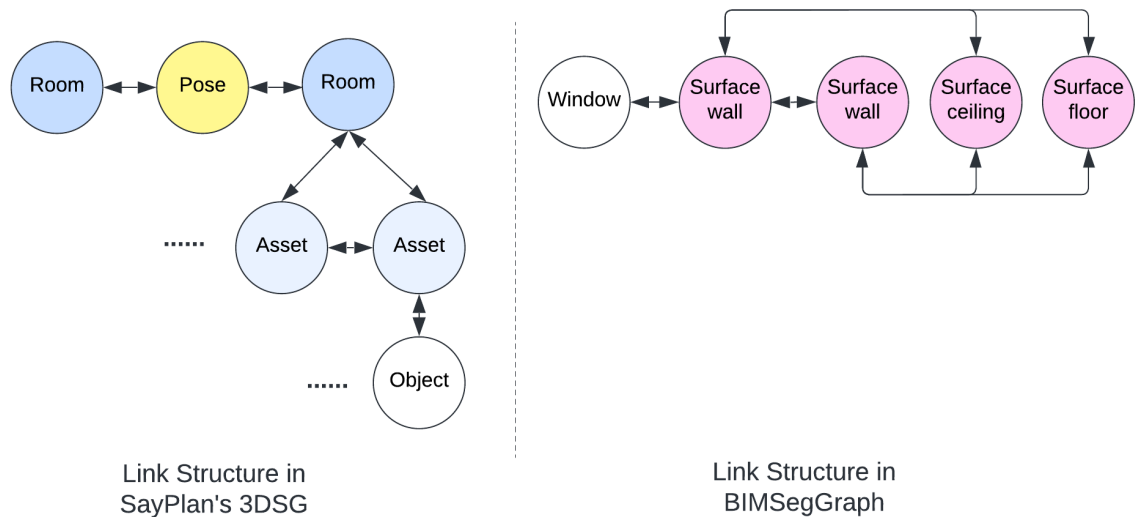 Room
Pose
Room
Asset
Asset
Object
......
......
Link Structure in
SayPlan's 3DSG
Window
Surface
wall
Surface
wall
Surface
ceiling
Surface
floor
Link Structure in
BIMSegGraph